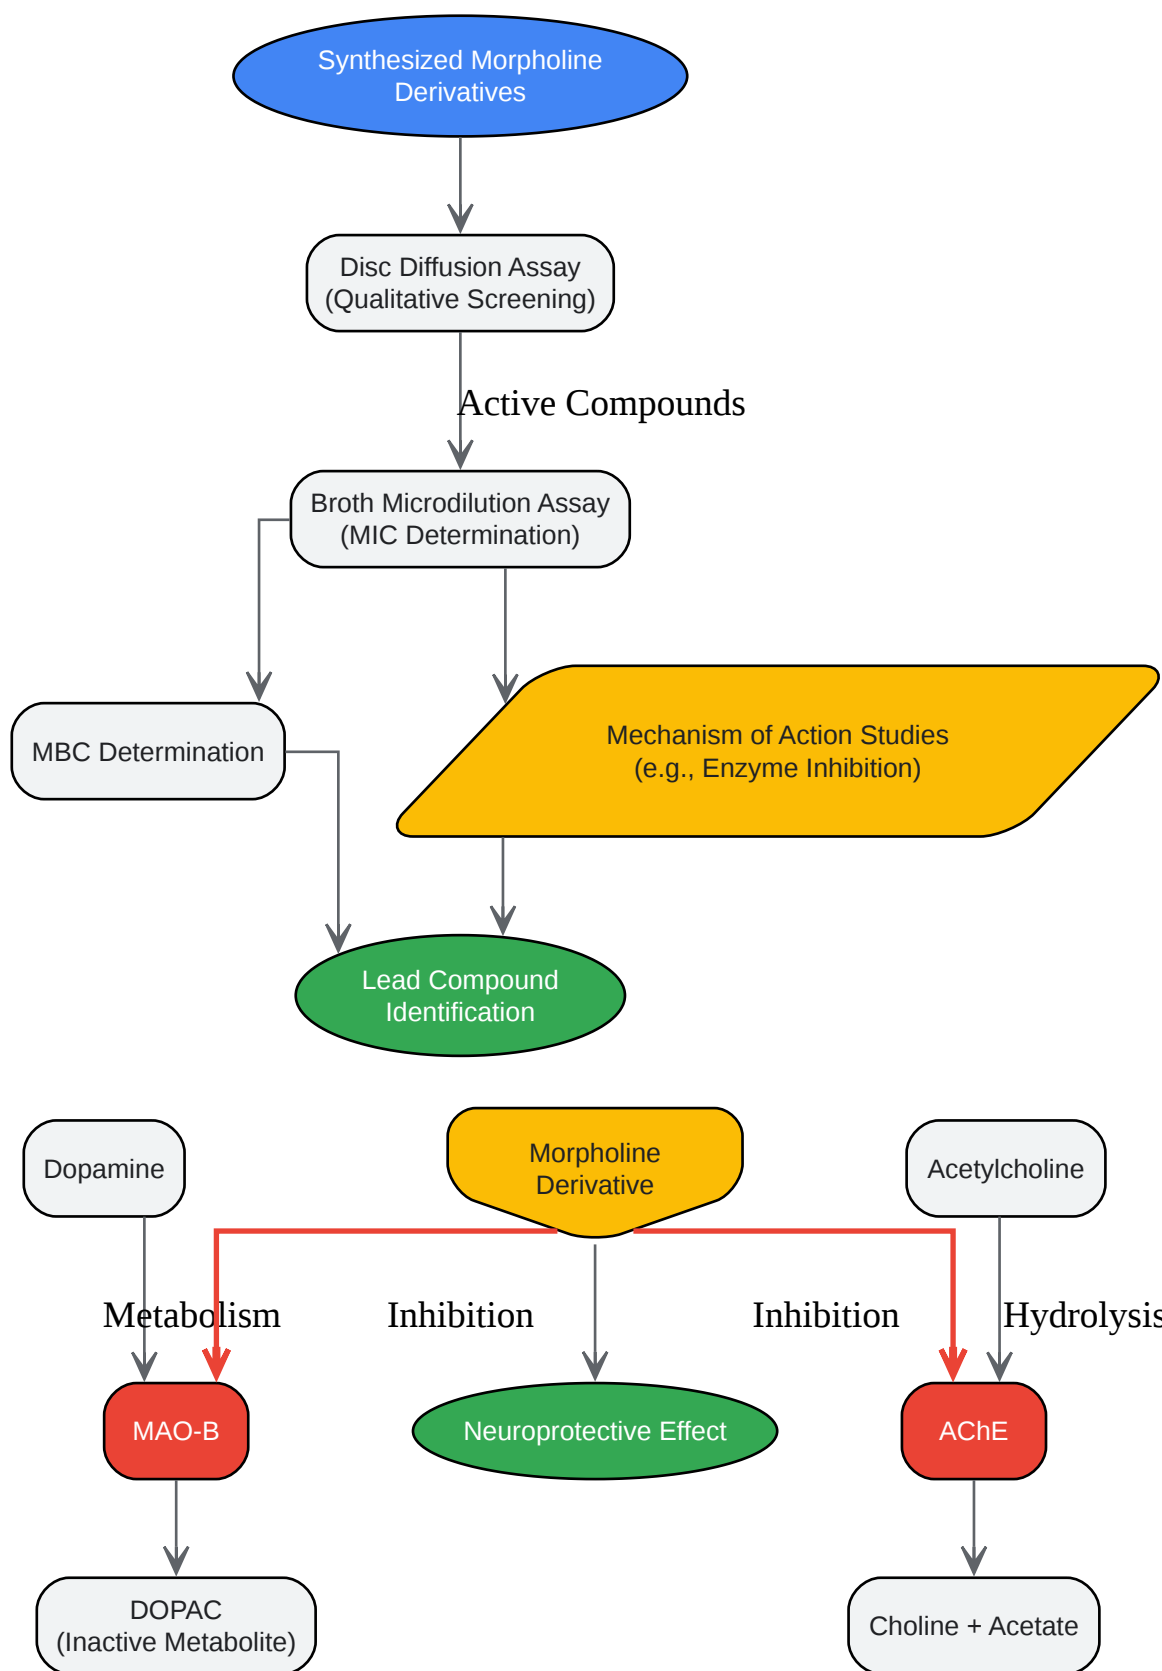 Synthesized Morpholine
Derivatives
Disc Diffusion Assay
(Qualitative Screening)
Active Compounds
Broth Microdilution Assay
(MIC Determination)
MBC Determination
Mechanism of Action Studies
(e.g., Enzyme Inhibition)
Lead Compound
Identification
Dopamine
Morpholine
Derivative
Acetylcholine
Metabolism
Inhibition
Inhibition
Hydrolysis
MAO-B
Neuroprotective Effect
AChE
DOPAC
(Inactive Metabolite)
Choline + Acetate